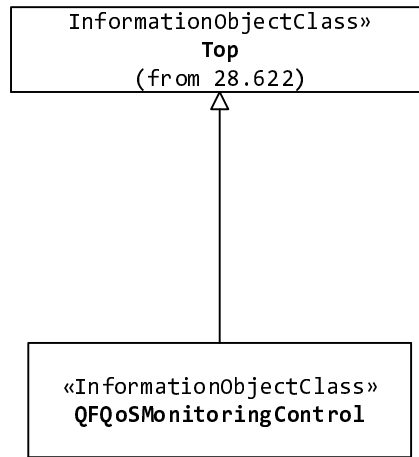 InformationObjectClass»
Top
(from 28.622)
«InformationObjectClass»
QFQoSMonitoringControl